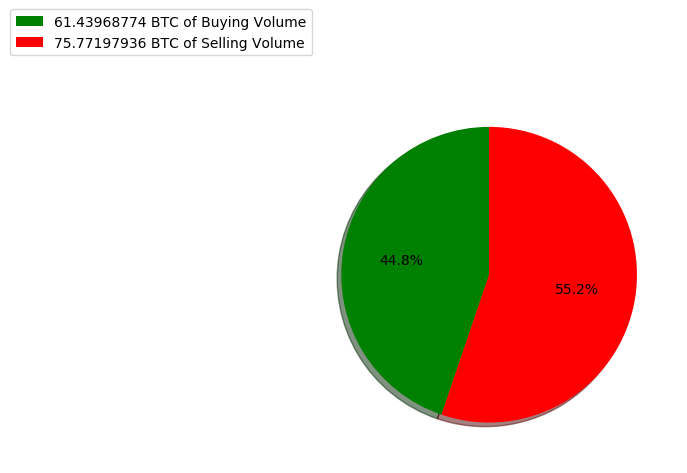 61.43968774 BTC of Buying Volume
75.77197936 BTC of Selling Volume
44.8%
55.2%